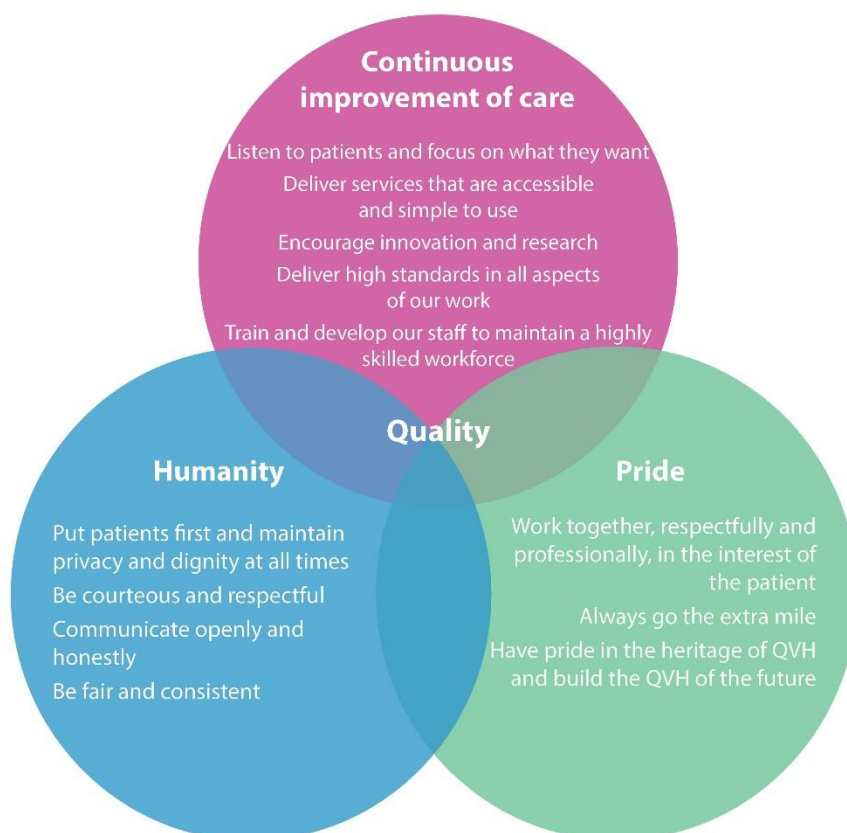 Continuous
improvement of care
Listen to patients and focus on what they want
Deliver services that are accessible
and simple to use
Encourage innovation and research
Deliver high standards in all aspects
of our work
Train and develop our staff to maintain a highly
skilled workforce
Quality
Humanity
Put patients first and maintain
privacy and dignity at all times
Be courteous and respectful
Communicate openly and
honestly
Be fair and consistent
Pride
Work together, respectfully and
professionally, in the interest of
the patient
Always go the extra mile
Have pride in the heritage of QVH
and build the QVH of the future